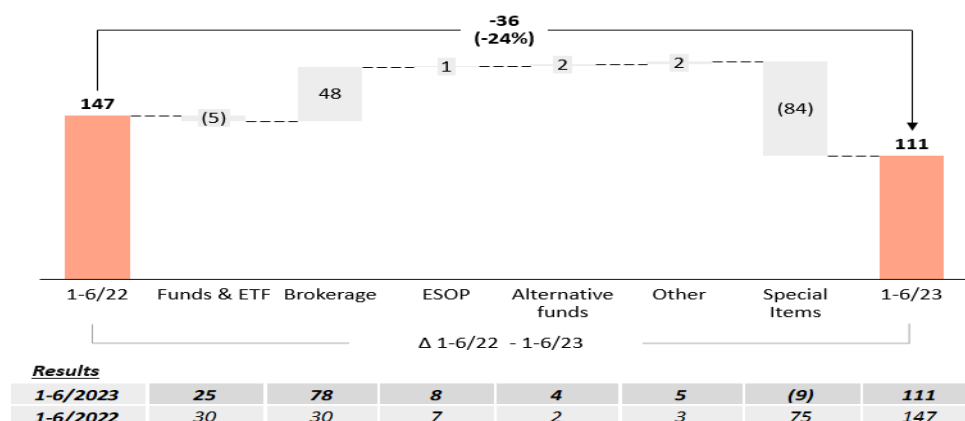 -36
(-24%)
147
(5)
48
1
2
2
(84)
111
1-6/22 Funds & ETF Brokerage ESOP Alternative funds Other Special Items 1-6/23
Δ 1-6/22 - 1-6/23
Results
1-6/2023 25 78 8 4 5 (9) 111
1-6/2022 30 30 7 2 3 75 147